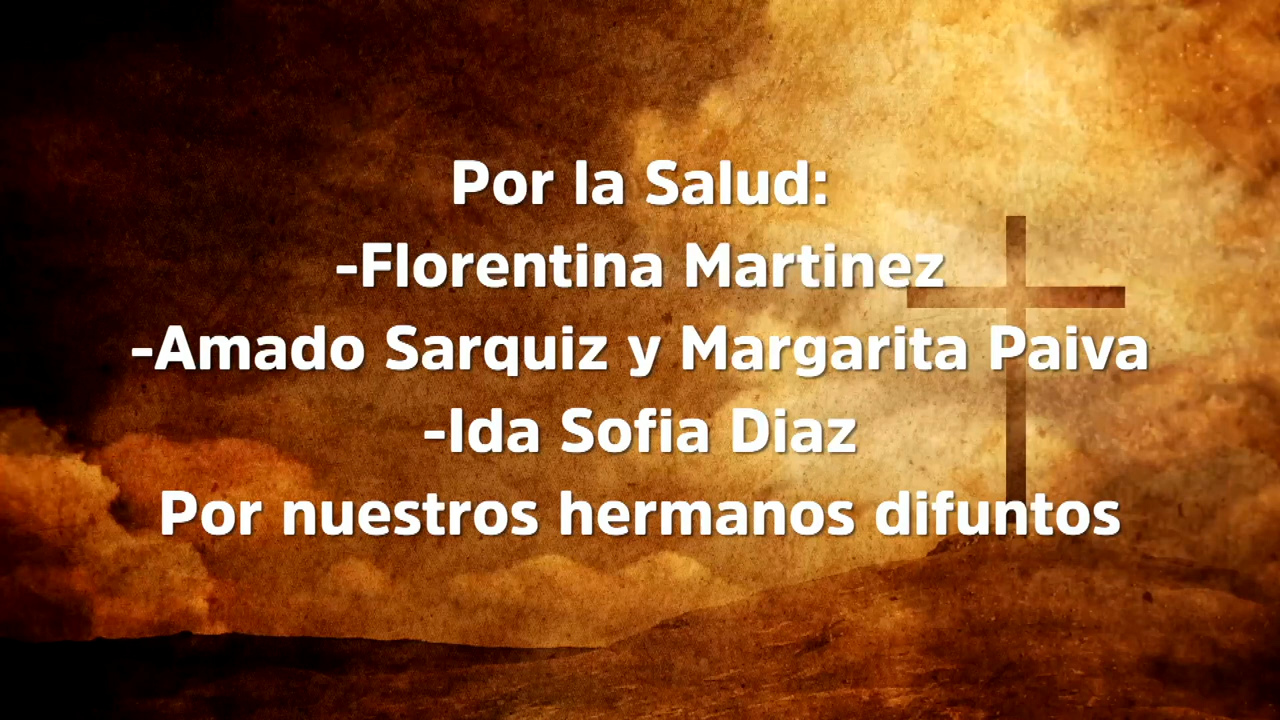 Por la Salud:
-Florentina Martinez
-Amado Sarquiz y Margarita Paiva
-Ida Sofia Diaz
Por nuestros hermanos difuntos